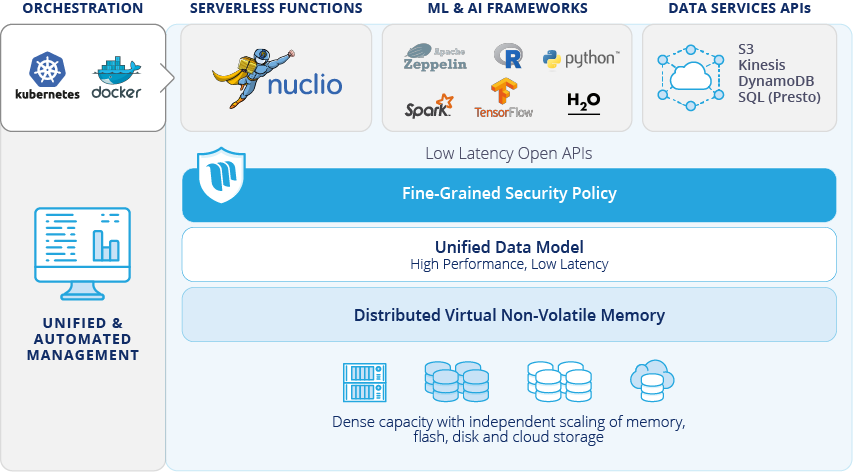 ORCHESTRATION
SERVERLESS FUNCTIONS
ML & AI FRAMEWORKS
DATA SERVICES APIs
kubernetes
docker
nuclio
Apache
Zeppelin
R
python™
Spark
TensorFlow
H2O
S3
Kinesis
DynamoDB
SQL (Presto)
Low Latency Open APIs
Fine-Grained Security Policy
Unified Data Model
High Performance, Low Latency
Distributed Virtual Non-Volatile Memory
UNIFIED &
AUTOMATED
MANAGEMENT
Dense capacity with independent scaling of memory,
flash, disk and cloud storage